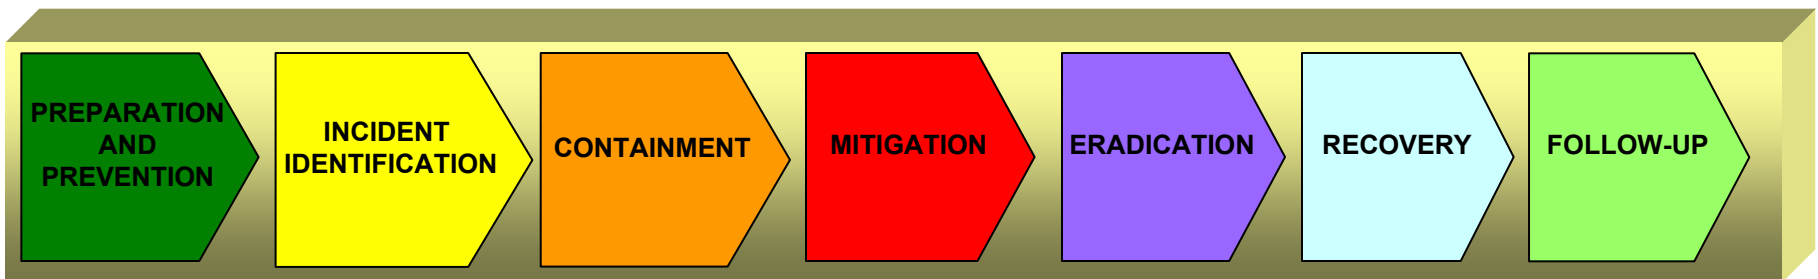 PREPARATION
AND
PREVENTION
INCIDENT
IDENTIFICATION
CONTAINMENT
MITIGATION
ERADICATION
RECOVERY
FOLLOW-UP